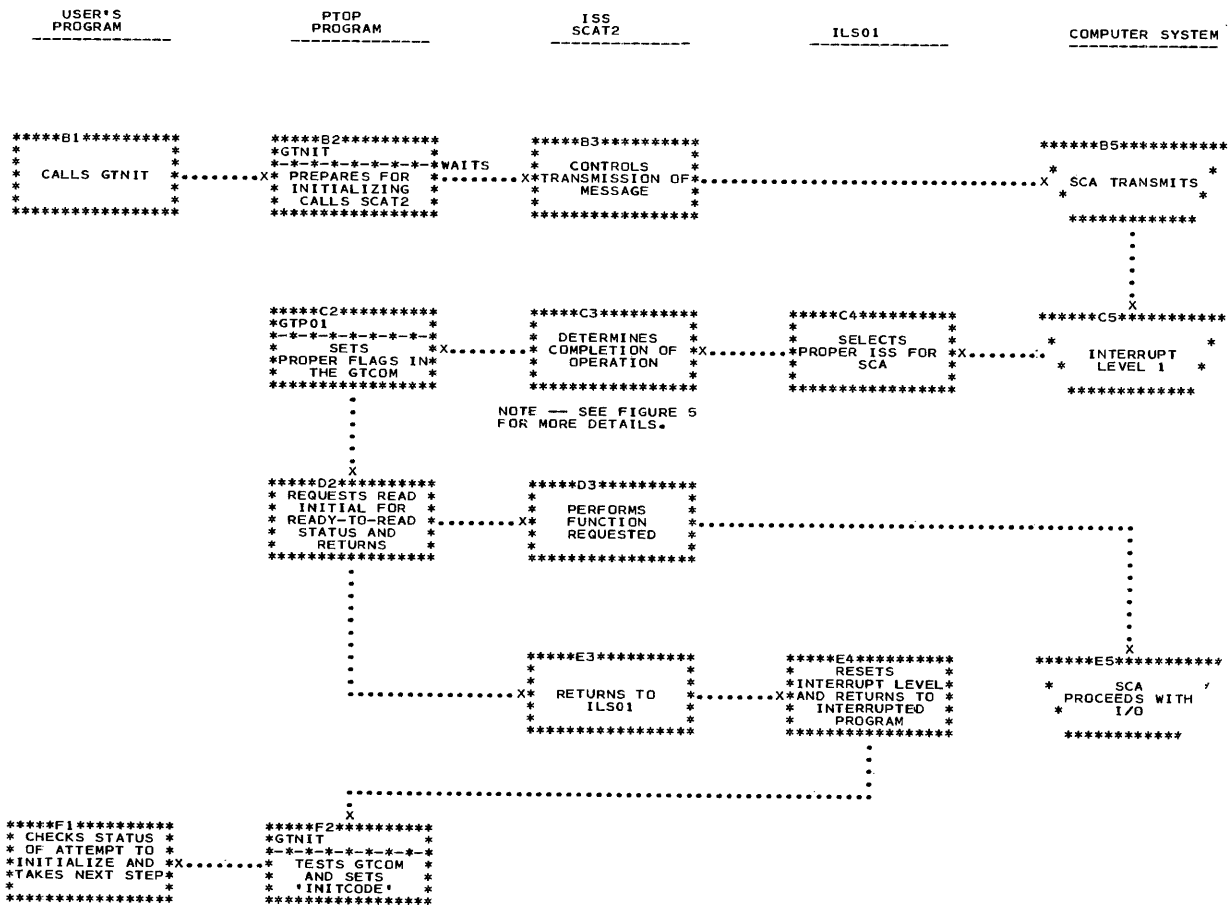 USER'S
PROGRAM
PTOP
PROGRAM
ISS
SCAT2
ILS01
COMPUTER SYSTEM
*****B1**********
CALLS GTNIT
*****B2**********
*GTNIT
*-*-*-*-*-*-*-*-*
WAITS
PREPARES FOR
INITIALIZING
CALLS SCAT2
*****B3**********
CONTROLS
TRANSMISSION OF
MESSAGE
*****B5***********
SCA TRANSMITS
*****C2**********
*GTP01
*-*-*-*-*-*-*-*-*
SETS
PROPER FLAGS IN
THE GTCOM
*****C3**********
DETERMINES
COMPLETION OF
OPERATION
*****C4**********
SELECTS
PROPER ISS FOR
SCA
*****C5***********
INTERRUPT
LEVEL 1
NOTE -- SEE FIGURE 5
FOR MORE DETAILS.
*****D2**********
REQUESTS READ
INITIAL FOR
READY-TO-READ
STATUS AND
RETURNS
*****D3**********
PERFORMS
FUNCTION
REQUESTED
*****E3**********
RETURNS TO
ILS01
*****E4**********
RESETS
INTERRUPT LEVEL
AND RETURNS TO
INTERRUPTED
PROGRAM
*****E5***********
SCA
PROCEEDS WITH
I/O
*****F1**********
CHECKS STATUS
OF ATTEMPT TO
INITIALIZE AND
TAKES NEXT STEP
*****F2**********
*GTNIT
*-*-*-*-*-*-*-*-*
TESTS GTCOM
AND SETS
'INITCODE'